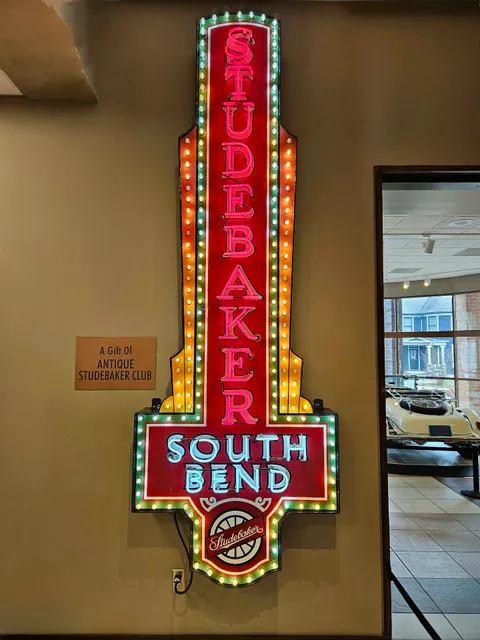 STUDEBAKER
A Gift Of
ANTIQUE
STUDEBAKER CLUB
SOUTH
BEND
Studebaker